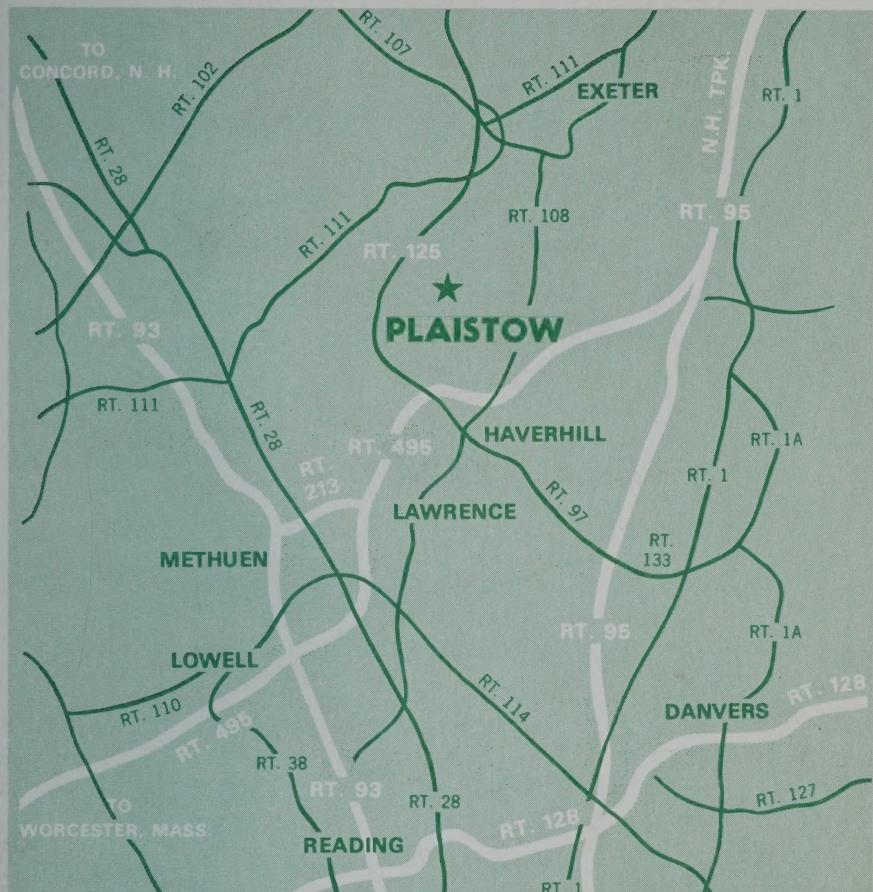 TO
CONCORD, N. H.
RT. 102
RT. 107
RT. 111
EXETER
N.H. TPK.
RT. 1
RT. 28
RT. 108
RT. 95
RT. 111
RT. 125
PLAISTOW
RT. 93
RT. 111
RT. 28
RT. 495
HAVERHILL
RT. 1A
RT.
213
RT. 1
LAWRENCE
RT. 97
RT.
133
METHUEN
RT. 95
RT. 1A
LOWELL
RT. 110
RT. 495
RT. 114
DANVERS
RT. 128
RT. 38
RT. 93
RT. 28
RT. 127
TO
WORCESTER, MASS.
RT. 128
READING
RT. 1